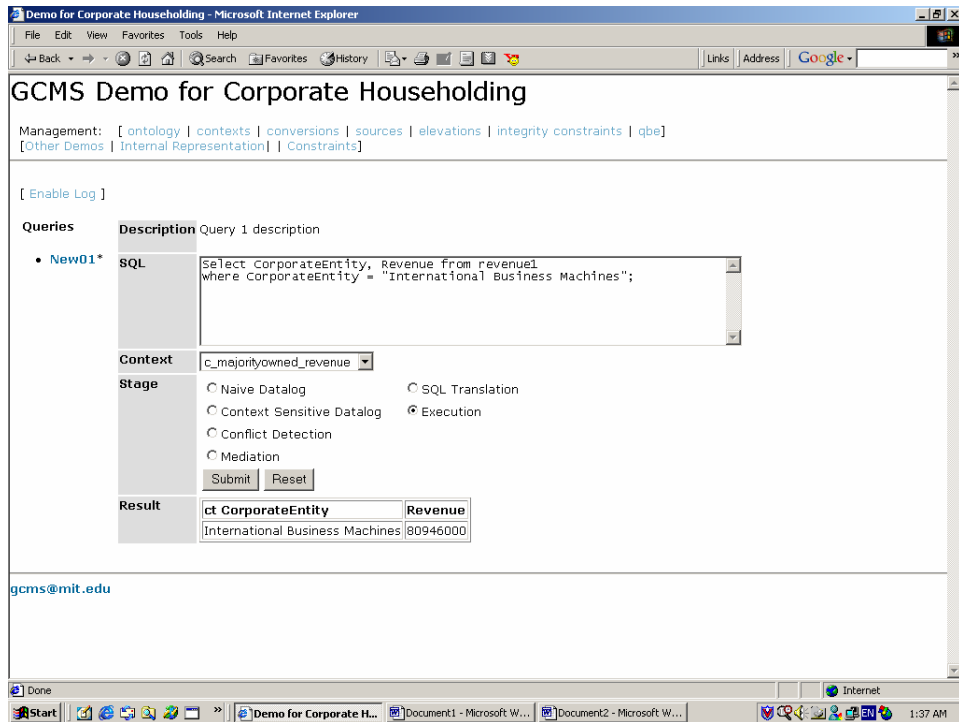 Demo for Corporate Householding - Microsoft Internet Explorer
File Edit View Favorites Tools Help
Back Search Favorites History Links Address Google
GCMS Demo for Corporate Householding
Management: [ ontology | contexts | conversions | sources | elevations | integrity constraints | qbe]
[Other Demos | Internal Representation| | Constraints]
[ Enable Log ]
Queries
• New01*
Description Query 1 description
SQL
Select CorporateEntity, Revenue from revenue1
where CorporateEntity = "International Business Machines";
Context c_majorityowned_revenue
Stage
Naive Datalog SQL Translation
Context Sensitive Datalog Execution
Conflict Detection
Mediation
Submit Reset
Result
ct CorporateEntity Revenue
International Business Machines 80946000
gcms@mit.edu
Done Internet
Start » Demo for Corporate H... Document1 - Microsoft W... Document2 - Microsoft W... EN 1:37 AM